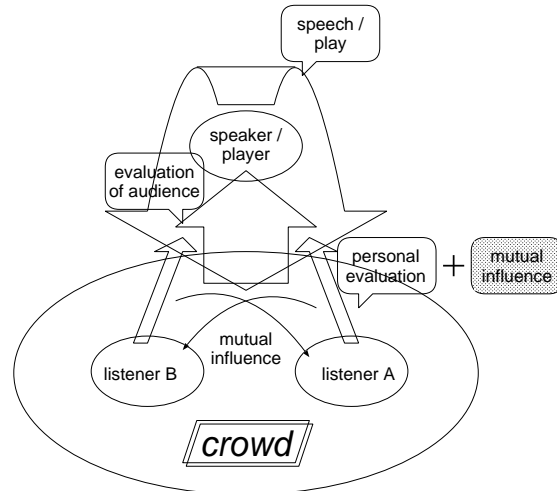 speech /
play
speaker /
player
evaluation
of audience
personal
evaluation
+
mutual
influence
mutual
influence
listener B
listener A
crowd